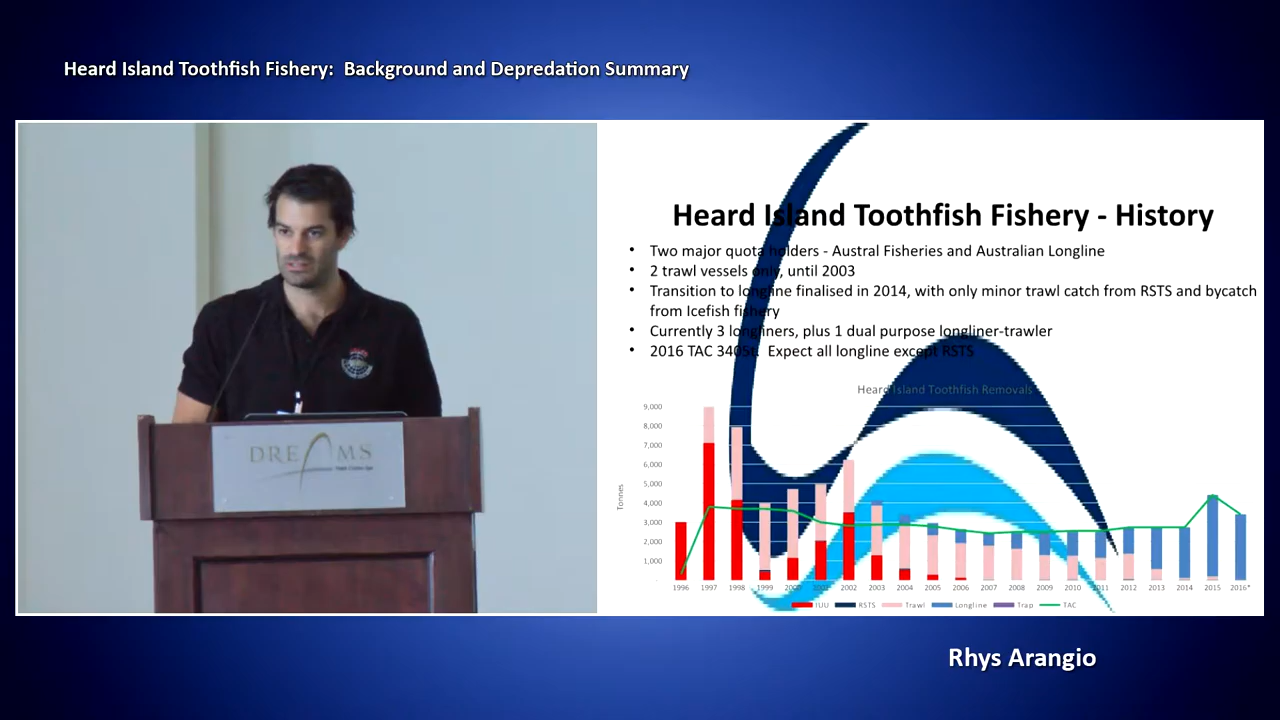 Heard Island Toothfish Fishery: Background and Depredation Summary
Heard Island Toothfish Fishery - History
• Two major quota holders - Austral Fisheries and Australian Longline
• 2 trawl vessels only, until 2003
• Transition to longline finalised in 2014, with only minor trawl catch from RSTS and bycatch
from Icefish fishery
• Currently 3 longliners, plus 1 dual purpose longliner-trawler
• 2016 TAC 3405t. Expect all longline except RSTS
Heard Island Toothfish Removals
9,000
8,000
7,000
6,000
5,000
4,000
3,000
2,000
1,000
-
Tonnes
1996 1997 1998 1999 2000 2001 2002 2003 2004 2005 2006 2007 2008 2009 2010 2011 2012 2013 2014 2015 2016*
IUU RSTS Trawl Longline Trap TAC
DREAMS
Rhys Arangio